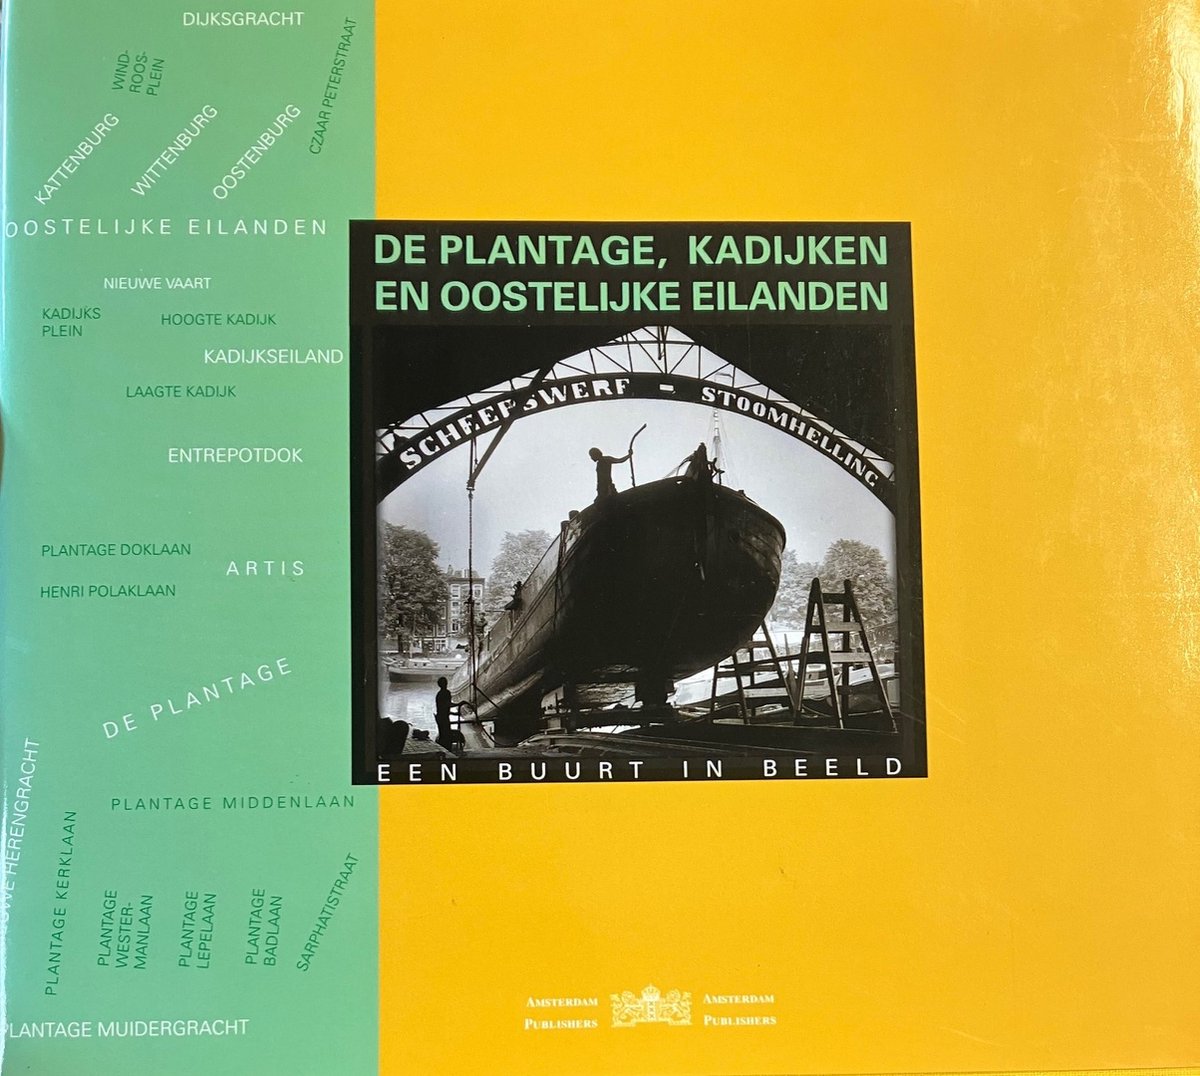 DIJKSGRACHT
WIND-
ROOS-
PLEIN
CZAAR PETERSTRAAT
KATTENBURG
WITTENBURG
OOSTENBURG
OOSTELIJKE EILANDEN
NIEUWE VAART
KADIJKS
PLEIN
HOOGTE KADIJK
KADIJKSEILAND
LAAGTE KADIJK
ENTREPOTDOK
PLANTAGE DOKLAAN
ARTIS
HENRI POLAKLAAN
DE PLANTAGE
HERENGRACHT
PLANTAGE MIDDENLAAN
PLANTAGE KERKLAAN
PLANTAGE
WESTER-
MANLAAN
PLANTAGE
LEPELAAN
PLANTAGE
BADLAAN
SARPHATISTRAAT
PLANTAGE MUIDERGRACHT
DE PLANTAGE, KADIJKEN
EN OOSTELIJKE EILANDEN
SCHEEPSWERF - STOOMHELLING
EEN BUURT IN BEELD
AMSTERDAM
PUBLISHERS
AMSTERDAM
PUBLISHERS